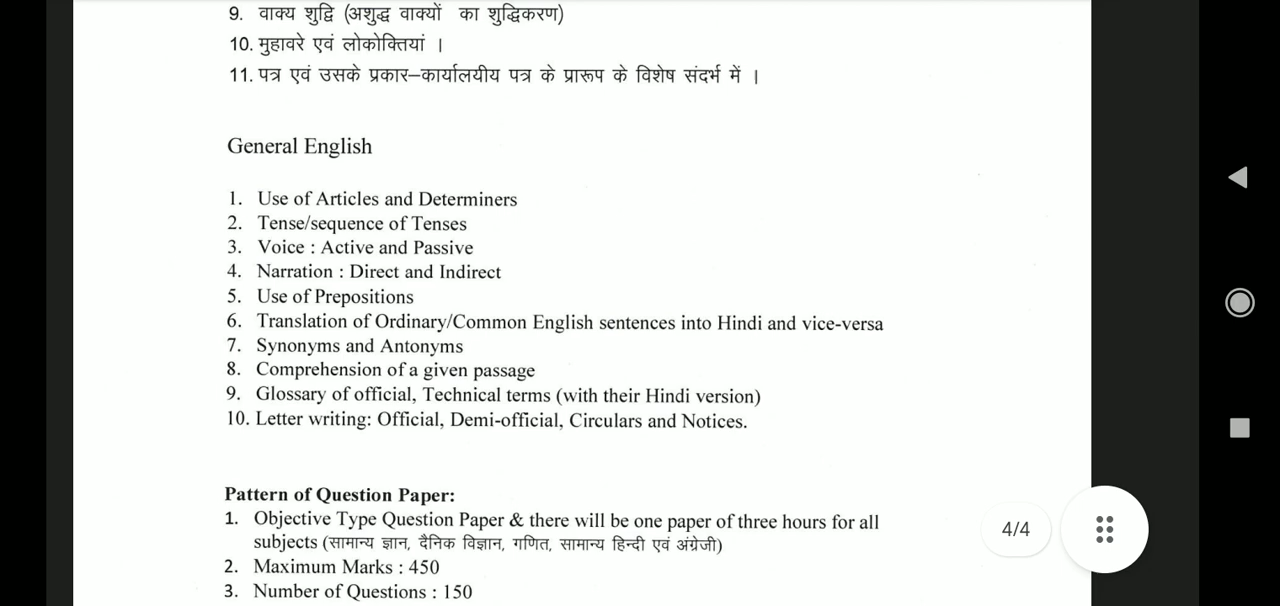 9. वाक्य शुद्वि (अशुद्ध वाक्यों का शुद्धिकरण)
10. मुहावरे एवं लोकोक्तियां ।
11. पत्र एवं उसके प्रकार–कार्यालयीय पत्र के प्रारूप के विशेष संदर्भ में ।
General English
1. Use of Articles and Determiners
2. Tense/sequence of Tenses
3. Voice : Active and Passive
4. Narration : Direct and Indirect
5. Use of Prepositions
6. Translation of Ordinary/Common English sentences into Hindi and vice-versa
7. Synonyms and Antonyms
8. Comprehension of a given passage
9. Glossary of official, Technical terms (with their Hindi version)
10. Letter writing: Official, Demi-official, Circulars and Notices.
Pattern of Question Paper:
1. Objective Type Question Paper & there will be one paper of three hours for all
subjects (सामान्य ज्ञान, दैनिक विज्ञान, गणित, सामान्य हिन्दी एवं अंग्रेजी)
2. Maximum Marks : 450
3. Number of Questions : 150
4/4